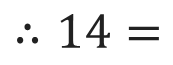 ∴ 14 =